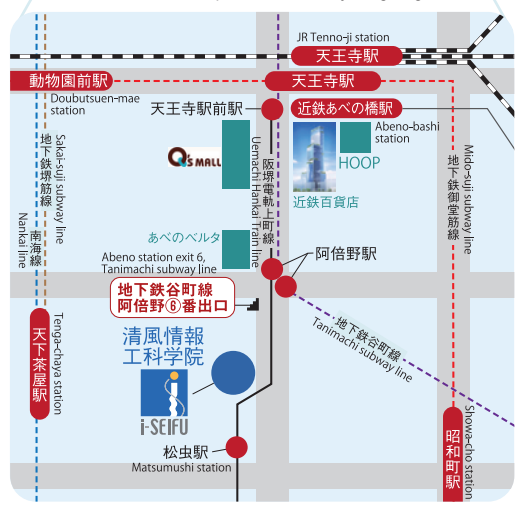 JR Tenno-ji station
天王寺駅
動物園前駅
天王寺駅
Doubutsuen-mae
station
天王寺駅前駅
近鉄あべの橋駅
Abeno-bashi
station
Q'S MALL
HOOP
近鉄百貨店
Sakai-suji subway line
地下鉄堺筋線
南海線
Nankai line
Uemachi Hankai Train line
阪堺電軌上町線
Mido-suji subway line
地下鉄御堂筋線
あべのベルタ
Abeno station exit 6,
Tanimachi subway line
阿倍野駅
地下鉄谷町線
阿倍野⑥番出口
地下鉄谷町線
Tanimachi subway line
天下茶屋駅
Tenga-chaya station
清風情報
工科学院
i-SEIFU
松虫駅
Matsumushi station
昭和町駅
Showa-cho station